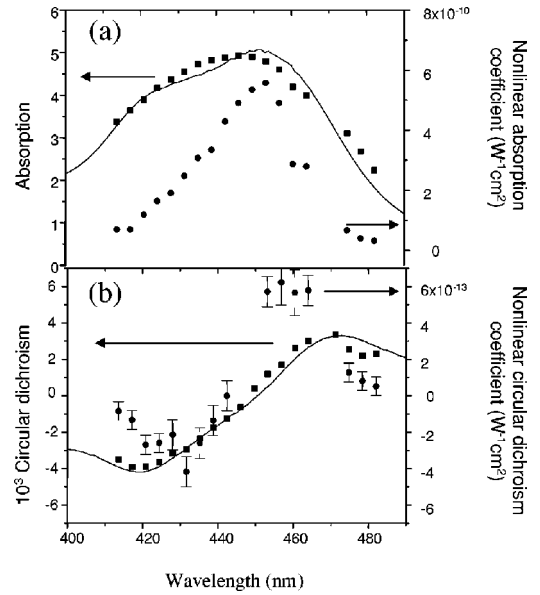 (a)
8x10-10
6
5
4
3
2
1
0
6
4
2
0
Absorption
Nonlinear absorption
coefficient (W-1cm2)
(b)
6
4
2
0
-2
-4
-6
6x10-13
4
2
0
-2
-4
-6
10³ Circular dichroism
Nonlinear circular dichroism
coefficient (W-1cm2)
400
420
440
460
480
Wavelength (nm)